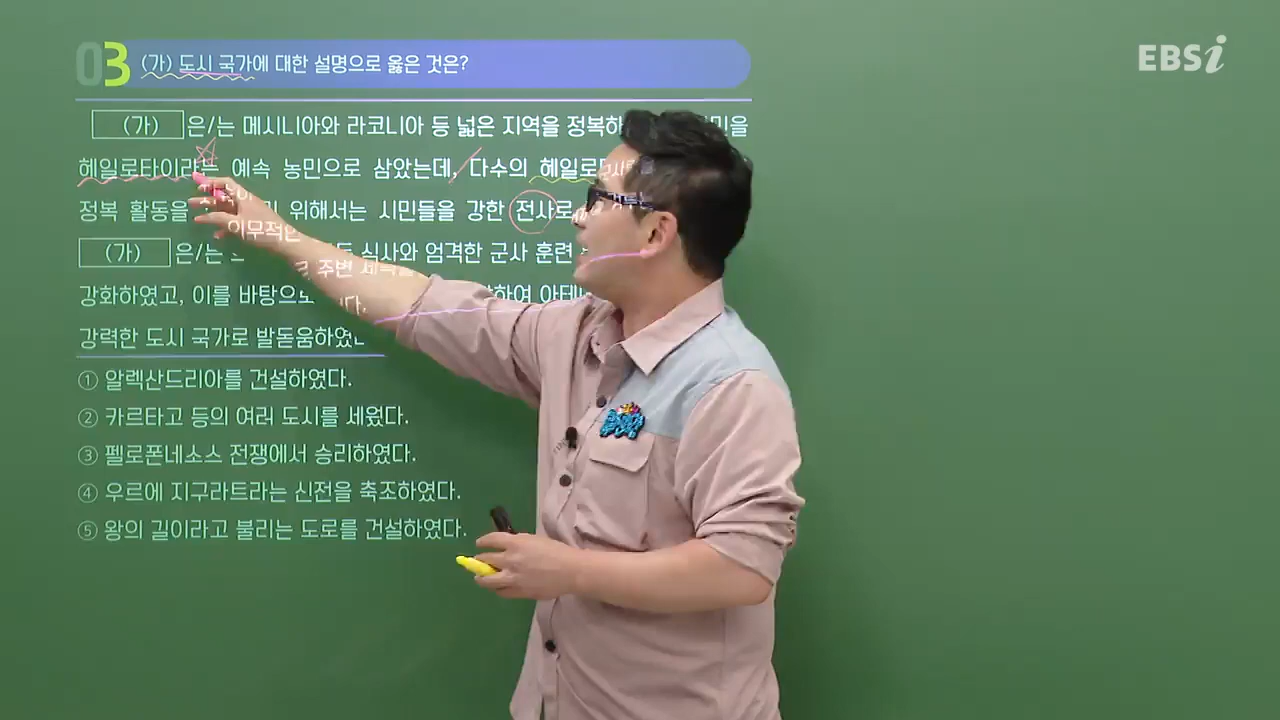 EBSi
03 (가) 도시 국가에 대한 설명으로 옳은 것은?
(가) 은/는 메시니아와 라코니아 등 넓은 지역을 정복하
헤일로타이라는 예속 농민으로 삼았는데, 다수의 헤일로
정복 활동을 위해서는 시민들을 강한 전사로
(가) 은/는 식사와 엄격한 군사 훈련
강화하였고, 이를 바탕으로 하여 아테
강력한 도시 국가로 발돋움하였
① 알렉산드리아를 건설하였다.
② 카르타고 등의 여러 도시를 세웠다.
③ 펠로폰네소스 전쟁에서 승리하였다.
④ 우르에 지구라트라는 신전을 축조하였다.
⑤ 왕의 길이라고 불리는 도로를 건설하였다.